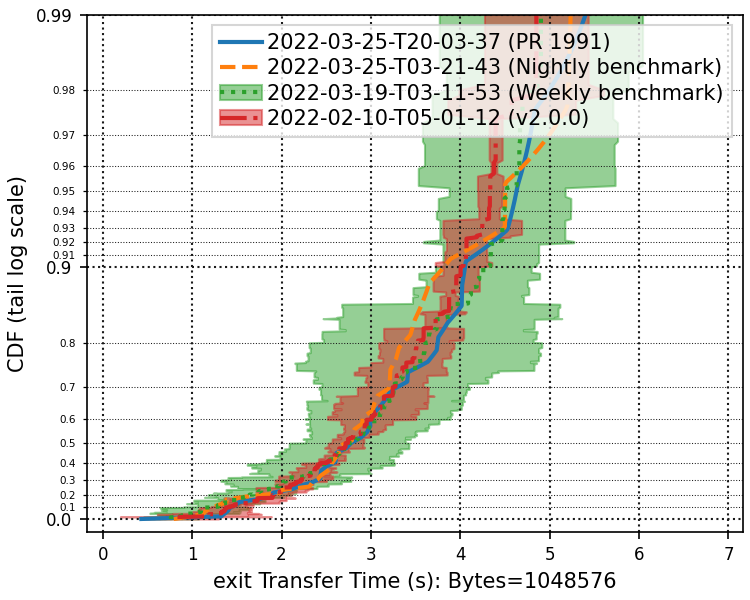 0.99
2022-03-25-T20-03-37 (PR 1991)
2022-03-25-T03-21-43 (Nightly benchmark)
2022-03-19-T03-11-53 (Weekly benchmark)
2022-02-10-T05-01-12 (v2.0.0)
0.98
0.97
0.96
0.95
0.94
0.93
0.92
0.91
0.9
0.8
0.7
0.6
0.5
0.4
0.3
0.2
0.1
0.0
CDF (tail log scale)
0 1 2 3 4 5 6 7
exit Transfer Time (s): Bytes=1048576